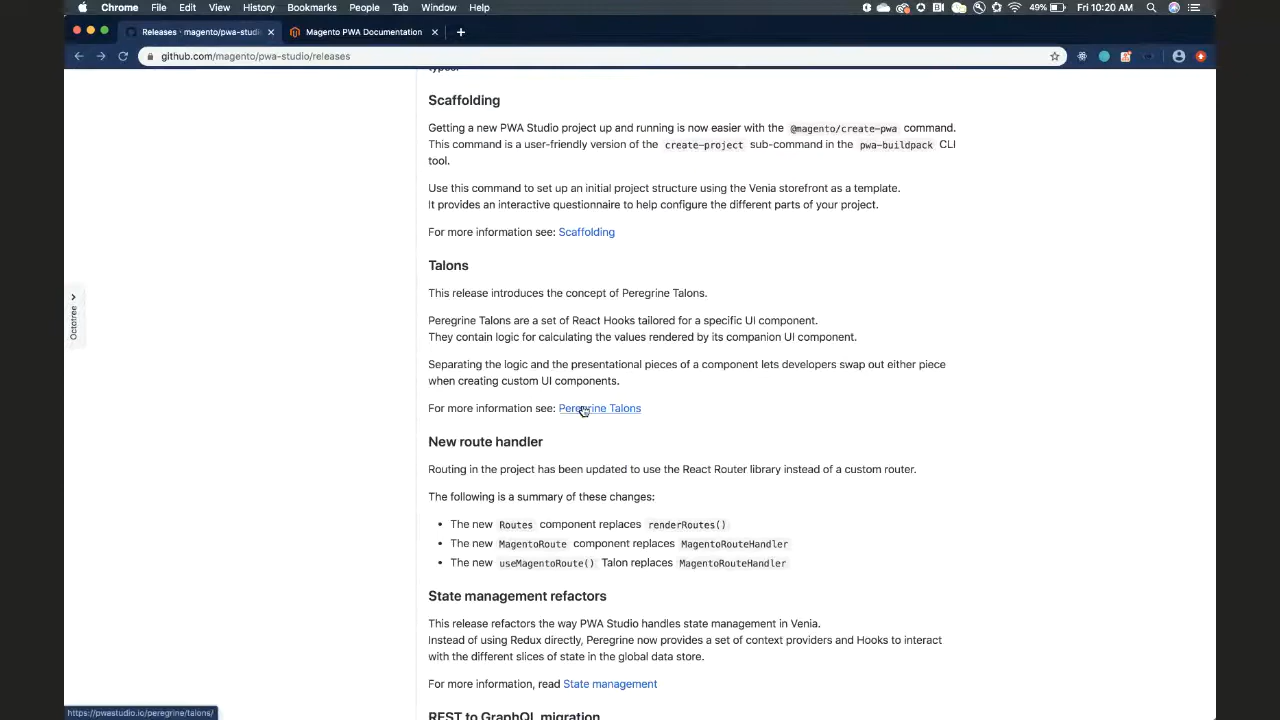 Chrome File Edit View History Bookmarks People Tab Window Help 49% Fri 10:20 AM
Releases · magento/pwa-studi Magento PWA Documentation
github.com/magento/pwa-studio/releases
types.
Scaffolding
Getting a new PWA Studio project up and running is now easier with the @magento/create-pwa command.
This command is a user-friendly version of the create-project sub-command in the pwa-buildpack CLI
tool.
Use this command to set up an initial project structure using the Venia storefront as a template.
It provides an interactive questionnaire to help configure the different parts of your project.
For more information see: Scaffolding
Talons
This release introduces the concept of Peregrine Talons.
Octotree
Peregrine Talons are a set of React Hooks tailored for a specific UI component.
They contain logic for calculating the values rendered by its companion UI component.
Separating the logic and the presentational pieces of a component lets developers swap out either piece
when creating custom UI components.
For more information see: Peregrine Talons
New route handler
Routing in the project has been updated to use the React Router library instead of a custom router.
The following is a summary of these changes:
• The new Routes component replaces renderRoutes()
• The new MagentoRoute component replaces MagentoRouteHandler
• The new useMagentoRoute() Talon replaces MagentoRouteHandler
State management refactors
This release refactors the way PWA Studio handles state management in Venia.
Instead of using Redux directly, Peregrine now provides a set of context providers and Hooks to interact
with the different slices of state in the global data store.
For more information, read State management
REST to GraphQL migration
https://pwastudio.io/peregrine/talons/